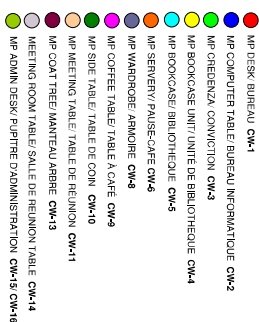 MP DESK/ BUREAU CW-1
MP COMPUTER TABLE/ BUREAU INFORMATIQUE CW-2
MP CREDENZA/ CONVICTION CW-3
MP BOOKCASE UNIT/ UNITÉ DE BIBLIOTHEQUE CW-4
MP BOOKCASE/ BIBLIOTHEQUE CW-5
MP SERVERY/ PAUSE-CAFE CW-6
MP WARDROBE/ ARMOIRE CW-8
MP COFFEE TABLE/ TABLE À CAFÉ CW-9
MP SIDE TABLE/ TABLE DE COIN CW-10
MP MEETING TABLE/ TABLE DE RÉUNION CW-11
MP COAT TREE/ MANTEAU ARBRE CW-13
MEETING ROOM TABLE/ SALLE DE REUNION TABLE CW-14
MP ADMIN DESK/ PUPITRE D'ADMINISTRATION CW-15/ CW-16